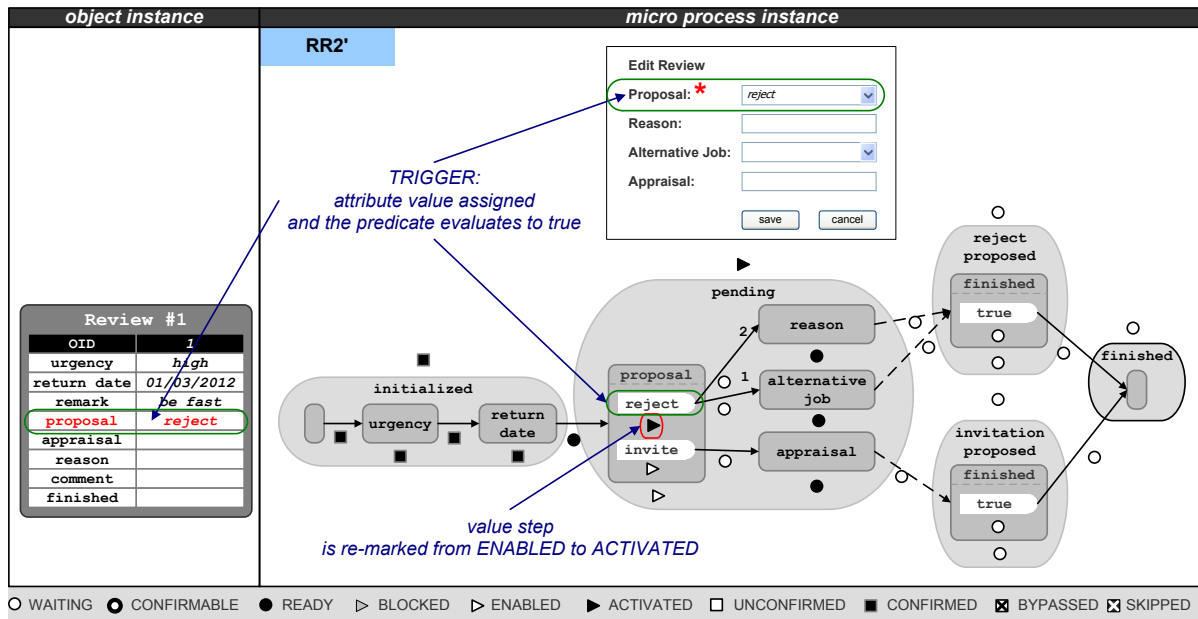 object instance
micro process instance
RR2'
Edit Review
Proposal: * reject
Reason:
Alternative Job:
Appraisal:
save cancel
TRIGGER:
attribute value assigned
and the predicate evaluates to true
Review #1
OID 1
urgency high
return date 01/03/2012
remark be fast
proposal reject
appraisal
reason
comment
finished
initialized
urgency
return
date
pending
proposal
reject
invite
2
1
reason
alternative
job
appraisal
reject
proposed
finished
true
invitation
proposed
finished
true
finished
value step
is re-marked from ENABLED to ACTIVATED
WAITING CONFIRMABLE READY BLOCKED ENABLED ACTIVATED UNCONFIRMED CONFIRMED BYPASSED SKIPPED